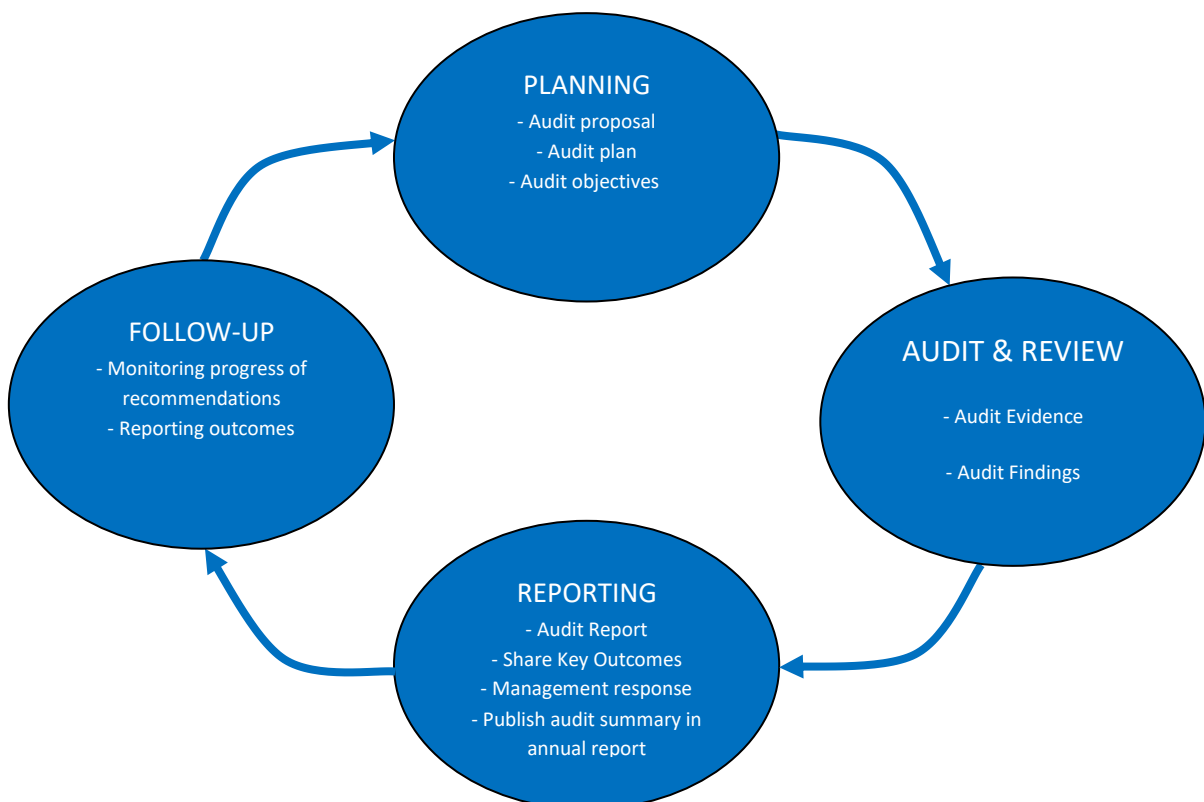 PLANNING
- Audit proposal
- Audit plan
- Audit objectives
AUDIT & REVIEW
- Audit Evidence
- Audit Findings
REPORTING
- Audit Report
- Share Key Outcomes
- Management response
- Publish audit summary in
annual report
FOLLOW-UP
- Monitoring progress of
recommendations
- Reporting outcomes